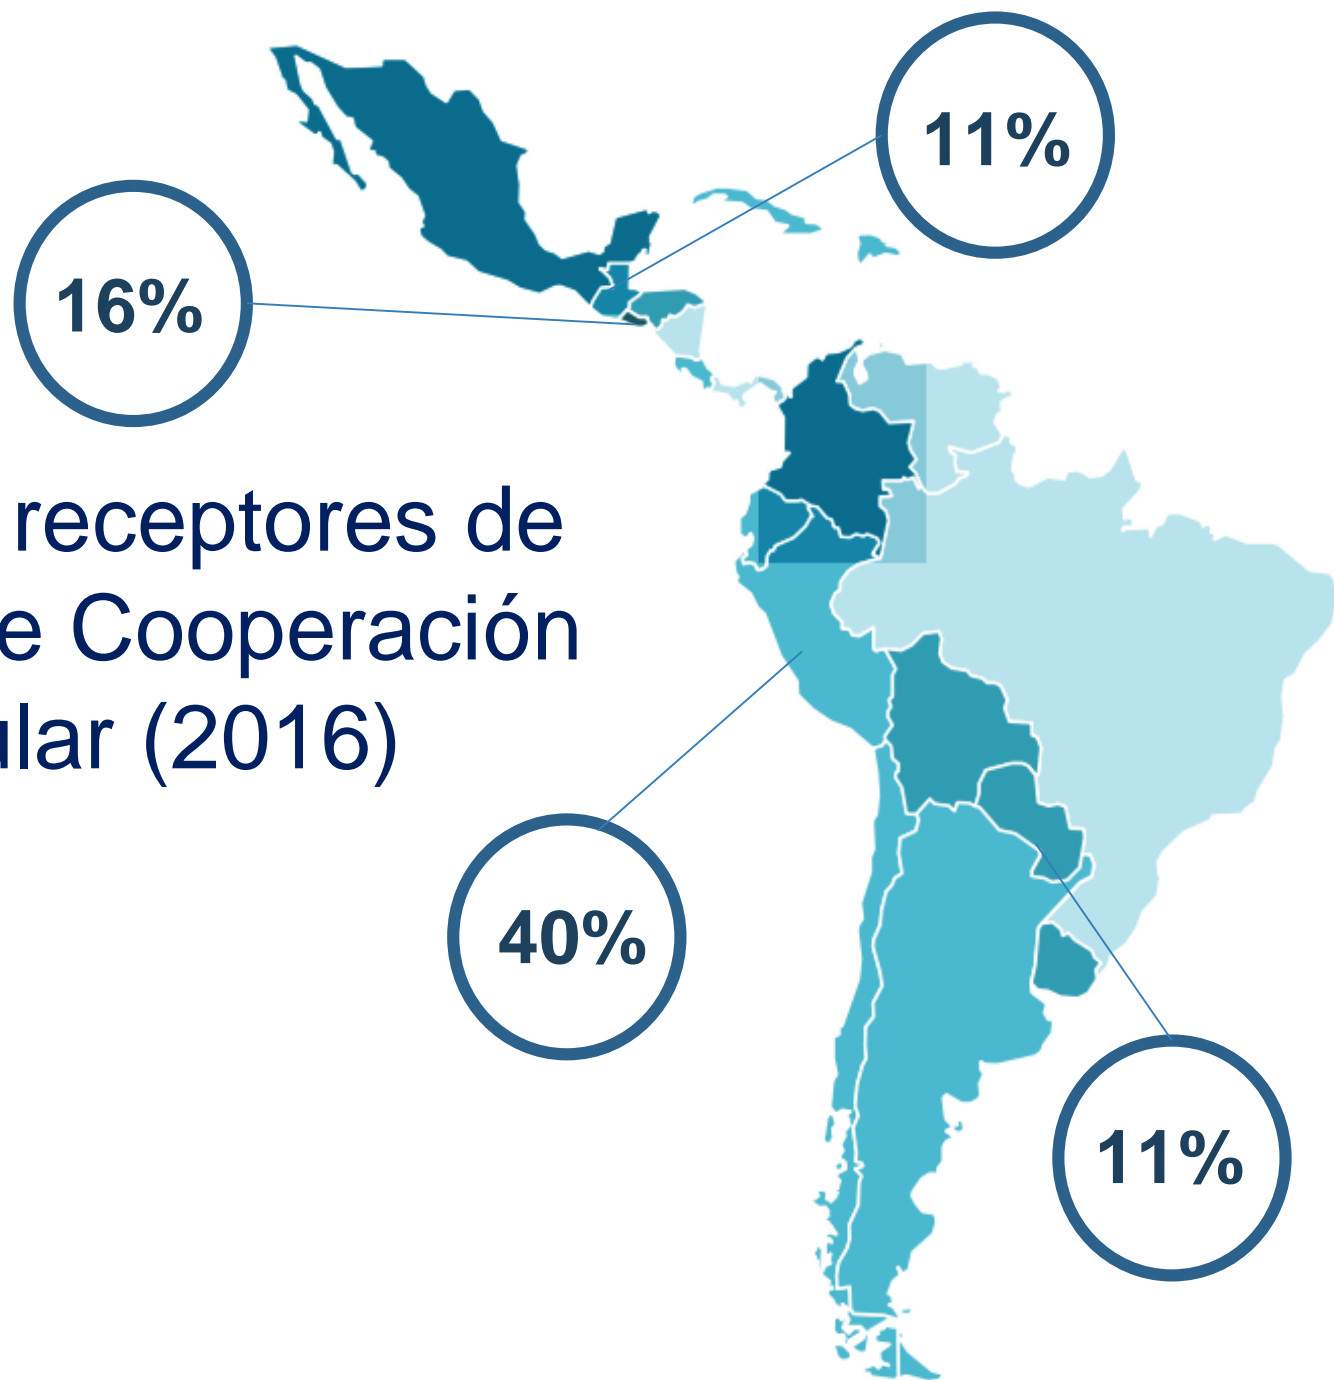 11%
16%
receptores de
e Cooperación
ular (2016)
40%
11%